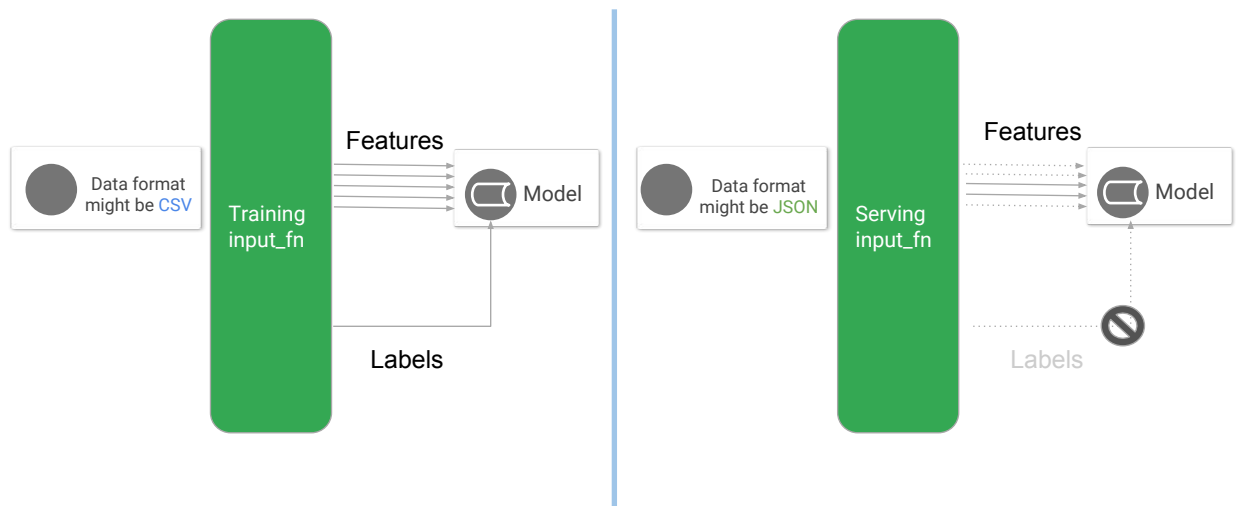 Features
Data format
might be CSV
Training
input_fn
Model
Labels
Features
Data format
might be JSON
Serving
input_fn
Model
Labels